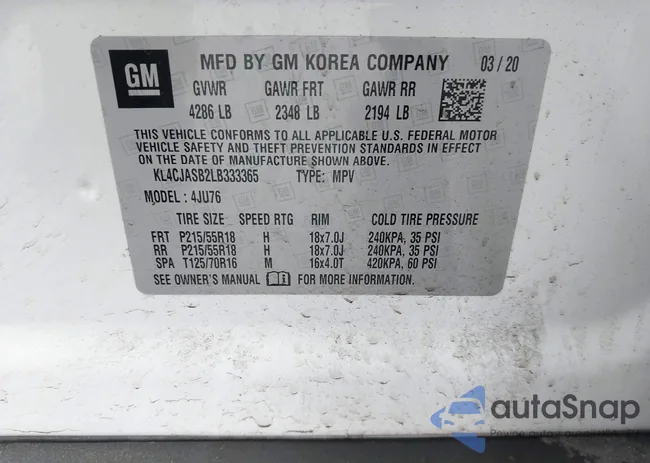 GM
MFD BY GM KOREA COMPANY 03 / 20
GVWR GAWR FRT GAWR RR
4286 LB 2348 LB 2194 LB
THIS VEHICLE CONFORMS TO ALL APPLICABLE U.S. FEDERAL MOTOR
VEHICLE SAFETY AND THEFT PREVENTION STANDARDS IN EFFECT
ON THE DATE OF MANUFACTURE SHOWN ABOVE.
KL4CJASB2LB333365 TYPE: MPV
MODEL : 4JU76
TIRE SIZE SPEED RTG RIM COLD TIRE PRESSURE
FRT P215/55R18 H 18x7.0J 240KPA, 35 PSI
RR P215/55R18 H 18x7.0J 240KPA, 35 PSI
SPA T125/70R16 M 16x4.0T 420KPA, 60 PSI
SEE OWNER'S MANUAL FOR MORE INFORMATION.
autoSnap